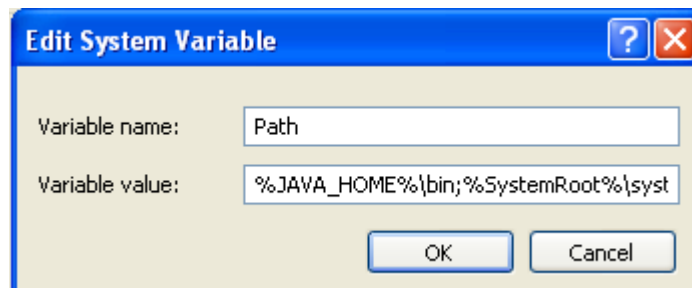 Edit System Variable
Variable name: Path
Variable value: %JAVA_HOME%\bin;%SystemRoot%\syst
OK Cancel